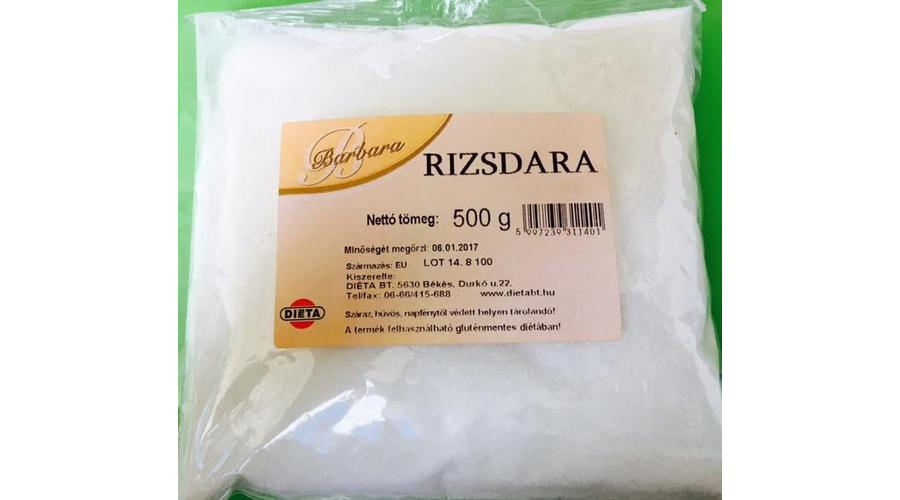 Barbara
RIZSDARA
Nettó tömeg: 500 g
5 997239 311401
Minőségét megőrzi: 06.01.2017
Származás: EU LOT 14. 8 100
Kiszerelte:
DIÉTA BT. 5630 Békés, Durkó u.22.
Tel/fax: 06-66/415-688 www.dietabt.hu
DIÉTA
Száraz, hűvös, napfénytől védett helyen tárolandó!
A termék felhasználható gluténmentes diétában!